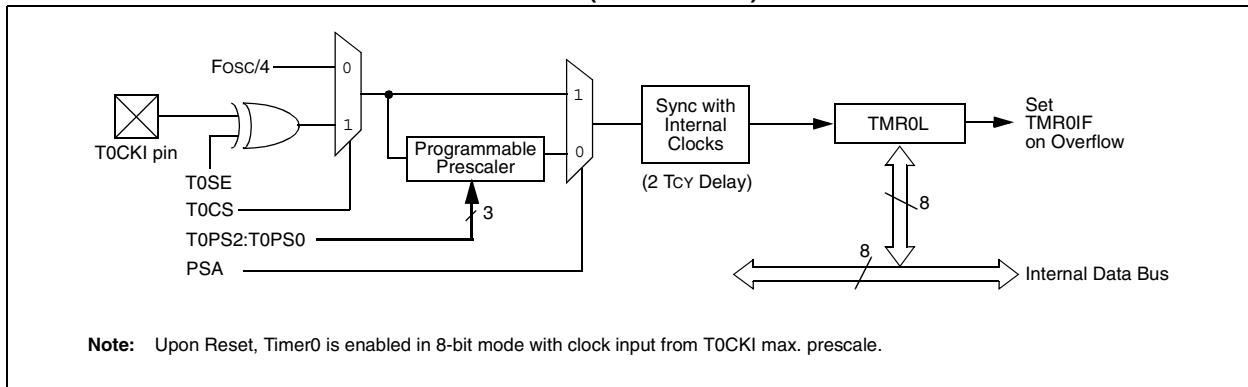 FOSC/4
0
1
T0CKI pin
T0SE
T0CS
T0PS2:T0PS0
PSA
Programmable
Prescaler
3
1
0
Sync with
Internal
Clocks
(2 TCY Delay)
TMR0L
Set
TMR0IF
on Overflow
8
8
Internal Data Bus
Note: Upon Reset, Timer0 is enabled in 8-bit mode with clock input from T0CKI max. prescale.